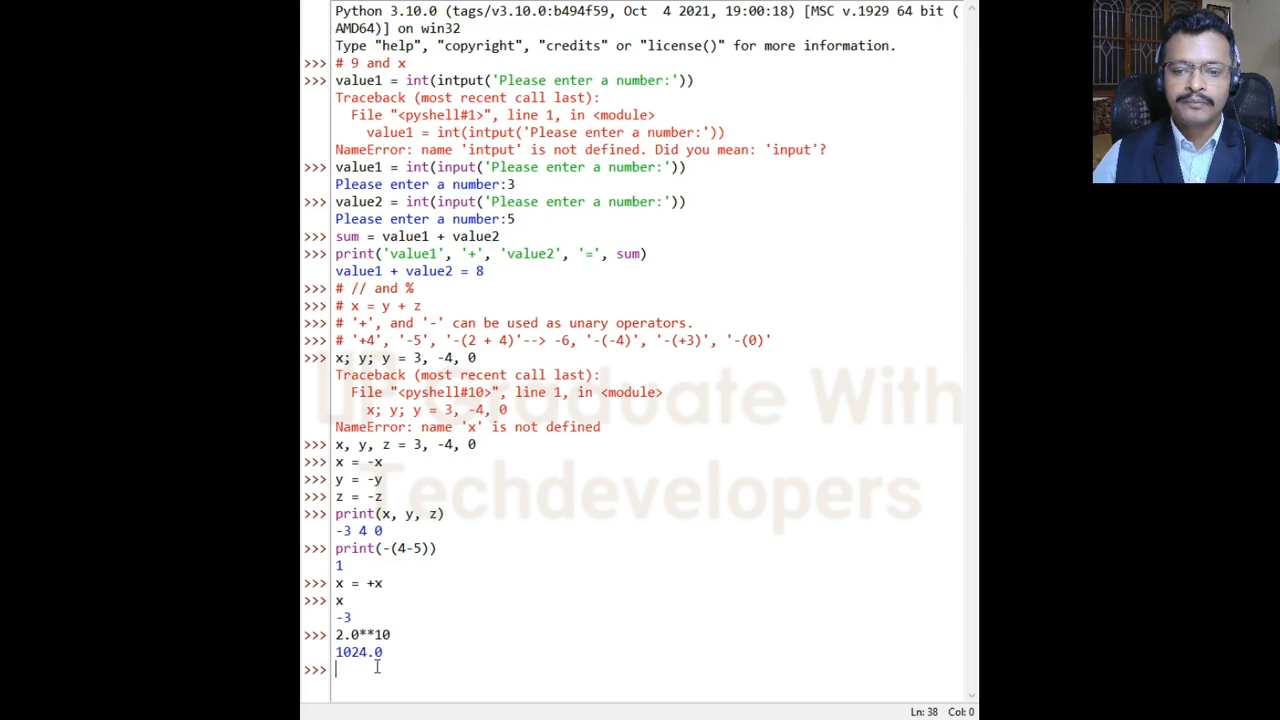 Python 3.10.0 (tags/v3.10.0:b494f59, Oct  4 2021, 19:00:18) [MSC v.1929 64 bit (
AMD64)] on win32
Type "help", "copyright", "credits" or "license()" for more information.
>>> # 9 and x
>>> value1 = int(intput('Please enter a number:'))
Traceback (most recent call last):
  File "<pyshell#1>", line 1, in <module>
    value1 = int(intput('Please enter a number:'))
NameError: name 'intput' is not defined. Did you mean: 'input'?
>>> value1 = int(input('Please enter a number:'))
Please enter a number:3
>>> value2 = int(input('Please enter a number:'))
Please enter a number:5
>>> sum = value1 + value2
>>> print('value1', '+', 'value2', '=', sum)
value1 + value2 = 8
>>> # // and %
>>> # x = y + z
>>> # '+', and '-' can be used as unary operators.
>>> # '+4', '-5', '-(2 + 4)'--> -6, '-(-4)', '-(+3)', '-(0)'
>>> x; y; y = 3, -4, 0
Traceback (most recent call last):
  File "<pyshell#10>", line 1, in <module>
    x; y; y = 3, -4, 0
NameError: name 'x' is not defined
>>> x, y, z = 3, -4, 0
>>> x = -x
>>> y = -y
>>> z = -z
>>> print(x, y, z)
-3 4 0
>>> print(-(4-5))
1
>>> x = +x
>>> x
-3
>>> 2.0**10
1024.0
>>>
UP Graduate With
Techdevelopers
Ln: 38 Col: 0